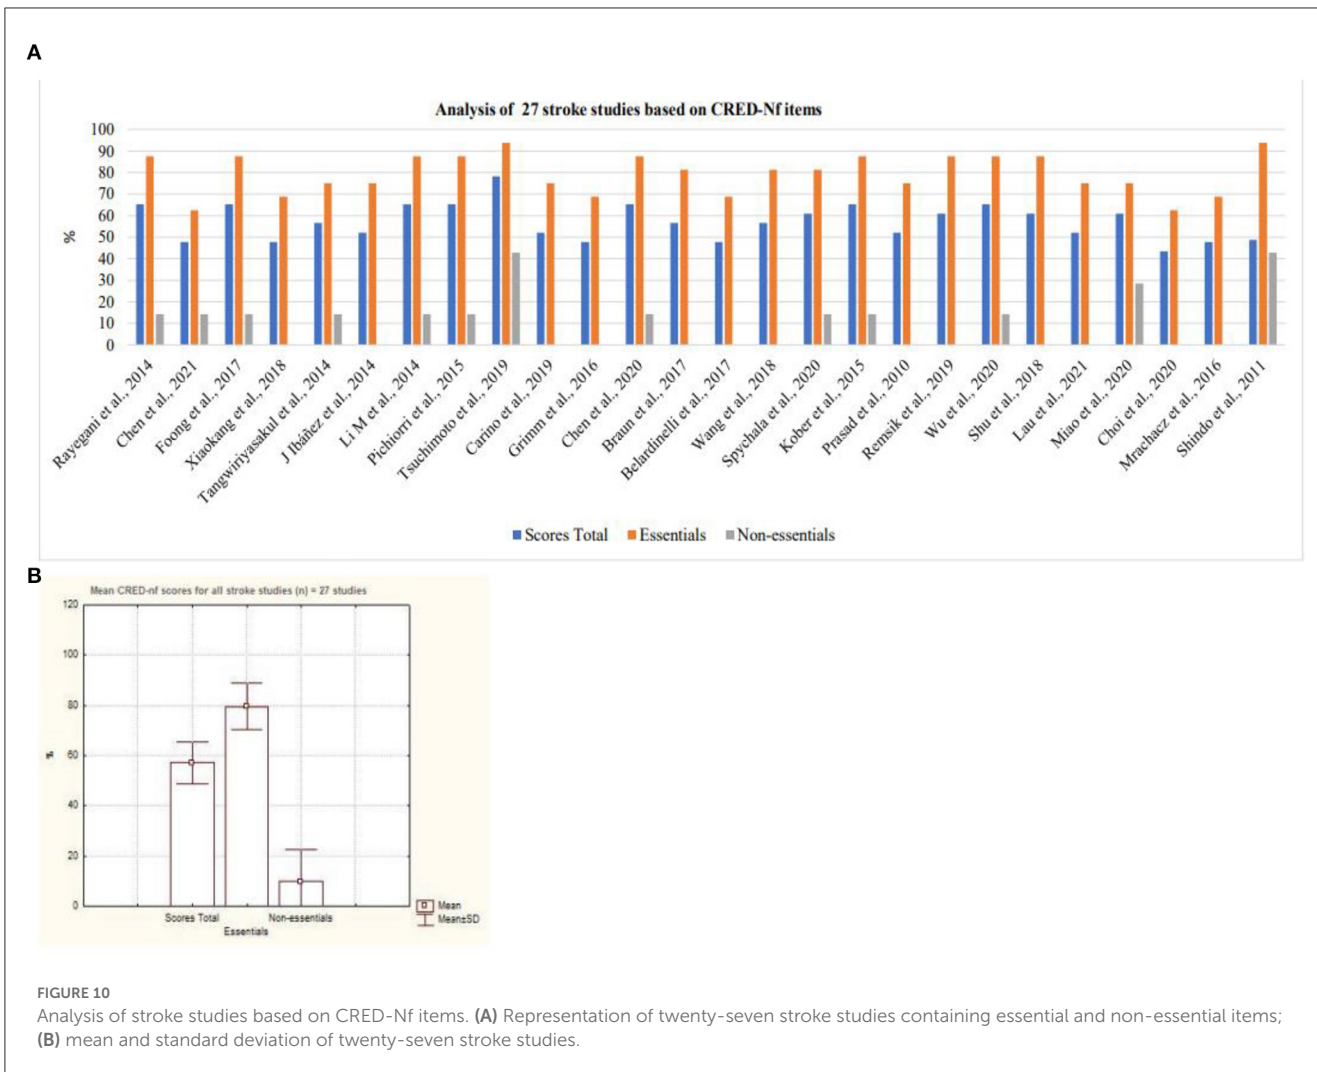 A
Analysis of 27 stroke studies based on CRED-Nf items
100
90
80
70
60
50
40
30
20
10
0
%
Rayegani et al., 2014
Chen et al., 2021
Foong et al., 2017
Xiaokang et al., 2018
Tangwiriyasakul et al., 2014
J Ibáñez et al., 2014
Li M et al., 2014
Pichiorri et al., 2015
Tsuchimoto et al., 2019
Carino et al., 2019
Grimm et al., 2016
Chen et al., 2020
Braun et al., 2017
Belardinelli et al., 2017
Wang et al., 2018
Spychala et al., 2020
Kober et al., 2015
Prasad et al., 2010
Remsik et al., 2019
Wu et al., 2020
Shu et al., 2018
Lau et al., 2021
Miao et al., 2020
Choi et al., 2020
Mrachacz et al., 2016
Shindo et al., 2011
Scores Total Essentials Non-essentials
B
Mean CRED-nf scores for all stroke studies (n) = 27 studies
120
100
80
60
40
20
0
%
Scores Total Non-essentials
Essentials
Mean
Mean±SD
FIGURE 10
Analysis of stroke studies based on CRED-Nf items. (A) Representation of twenty-seven stroke studies containing essential and non-essential items;
(B) mean and standard deviation of twenty-seven stroke studies.